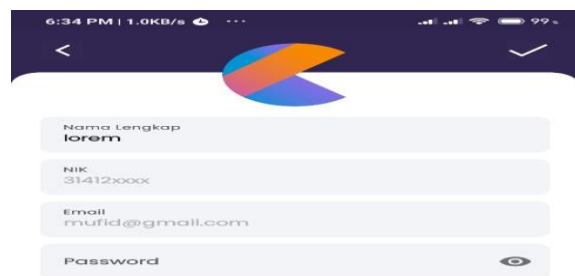 6:34 PM | 1.0KB/s ... 99%
Nama Lengkap
lorem
NIK
31412xxxx
Email
mufid@gmail.com
Password